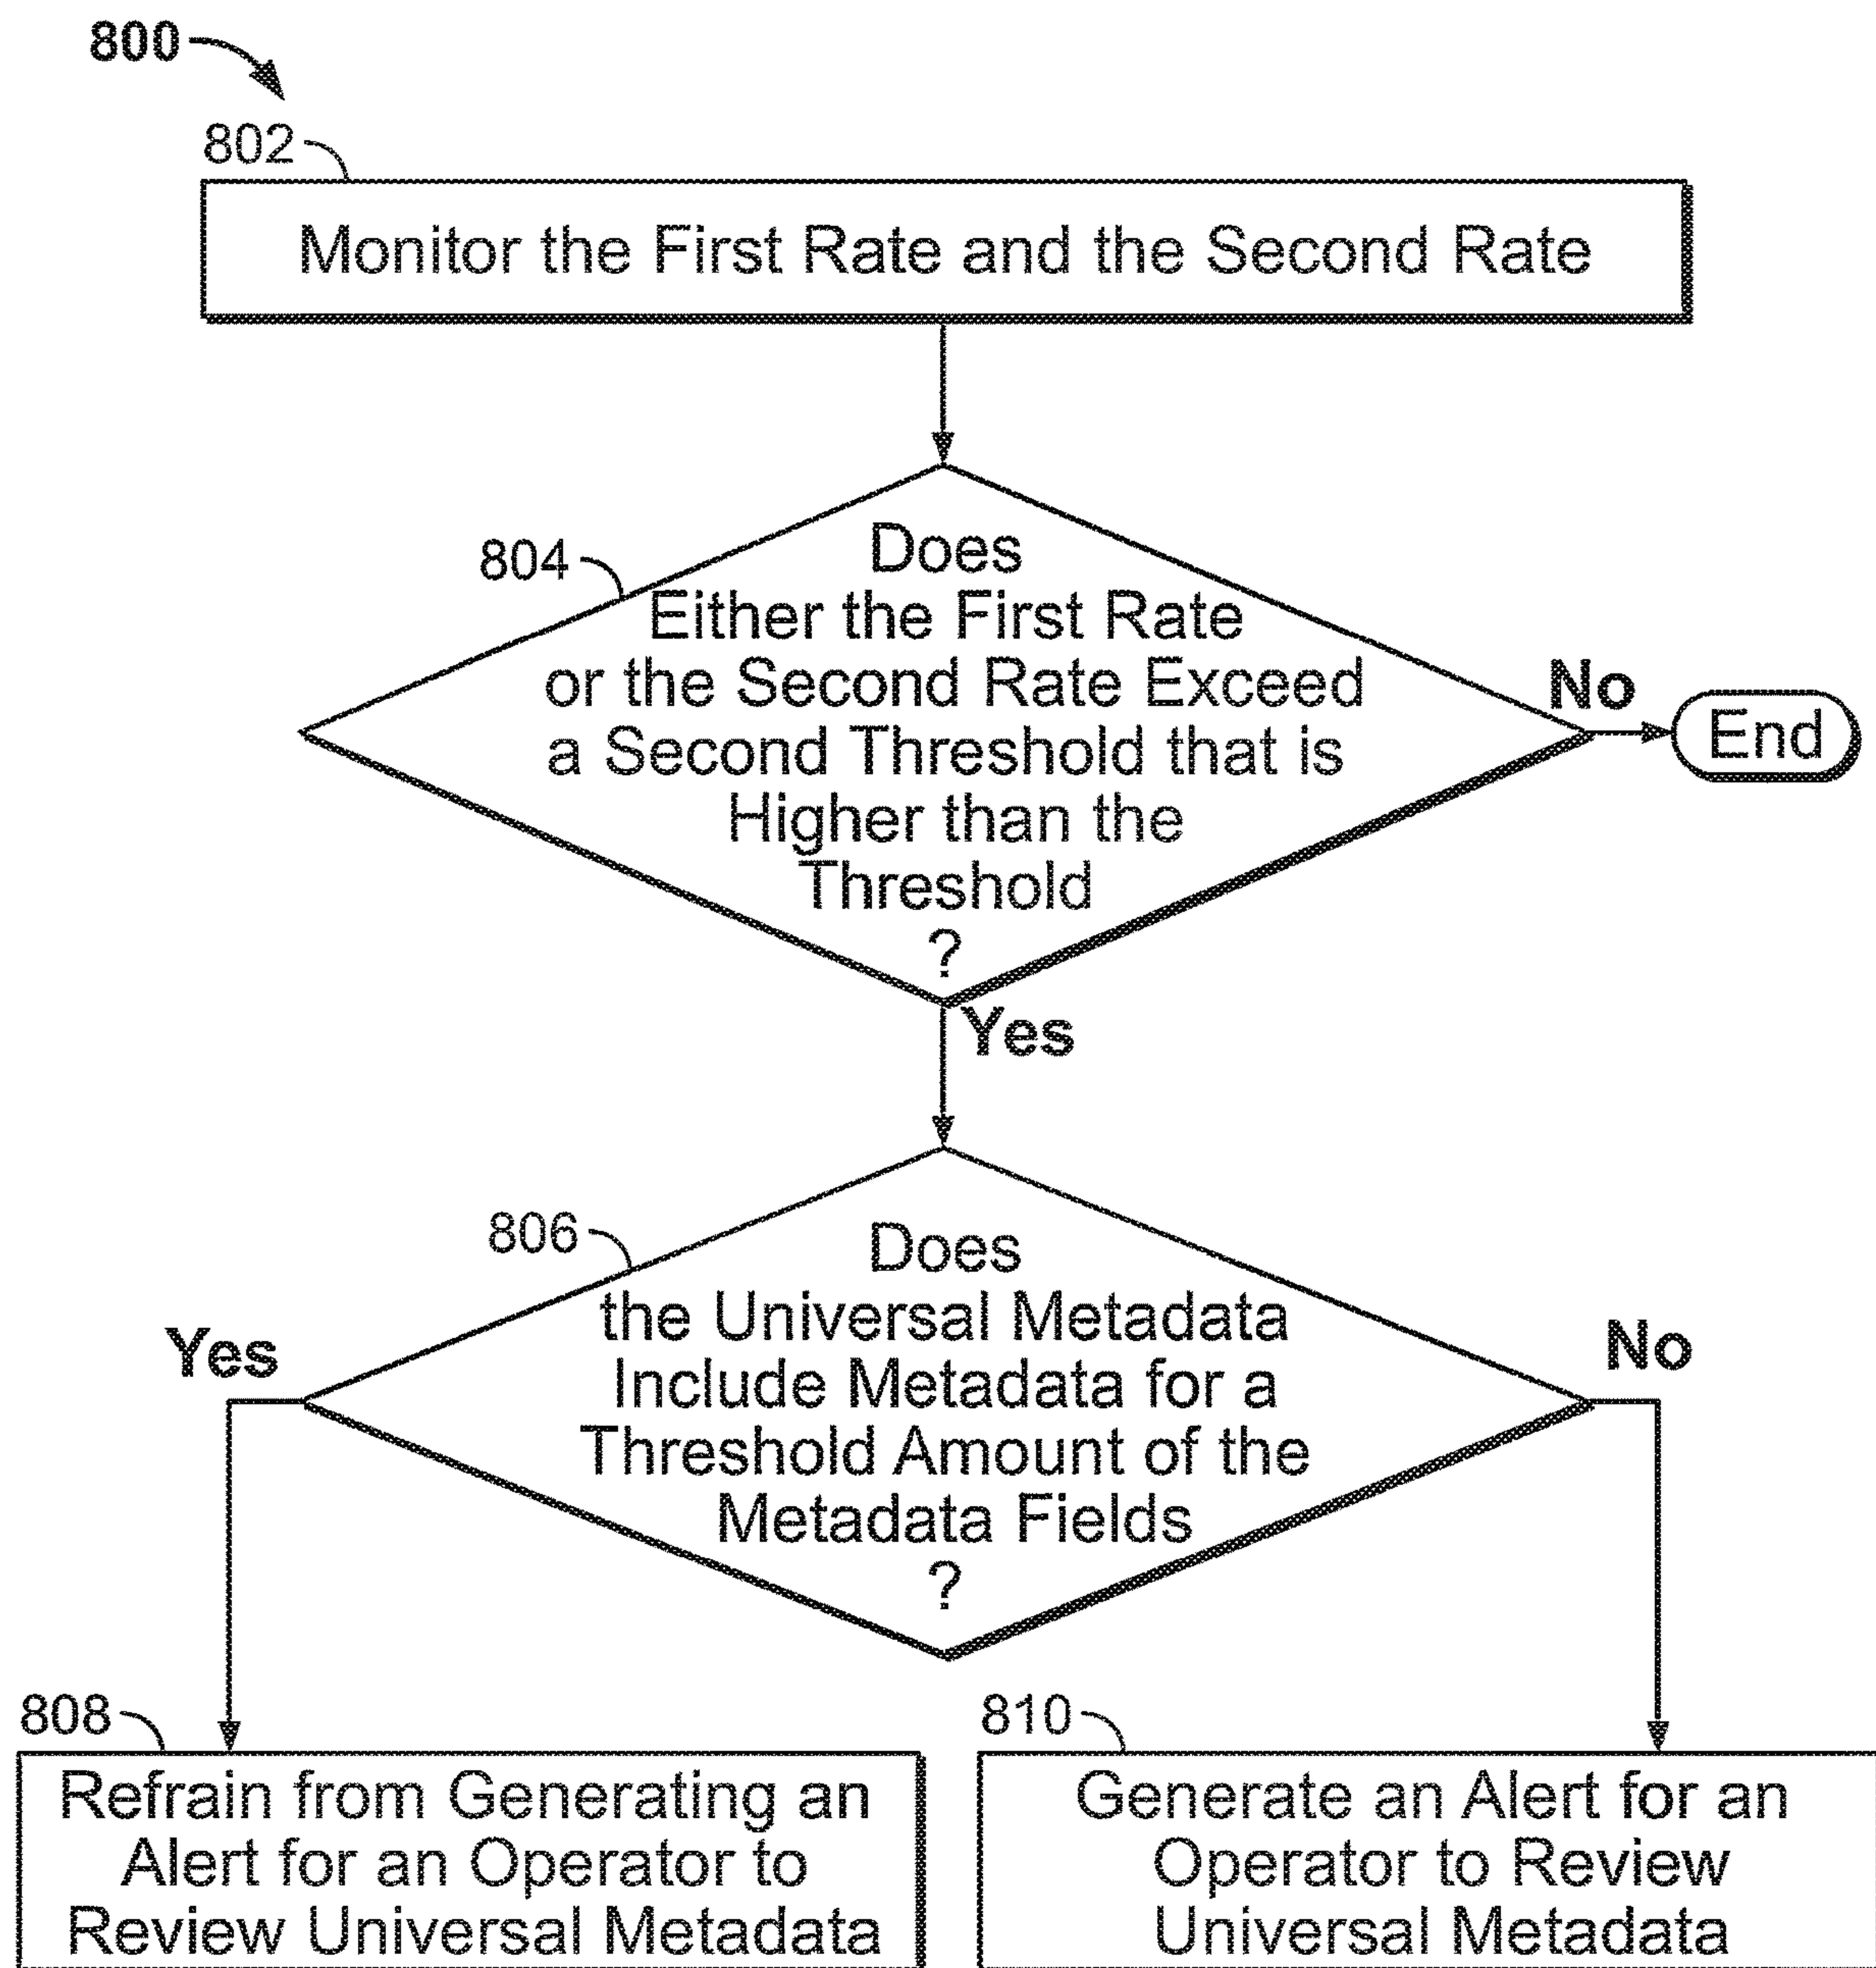 800
802
Monitor the First Rate and the Second Rate
804
Does
Either the First Rate
or the Second Rate Exceed
a Second Threshold that is
Higher than the
Threshold
?
No
End
Yes
806
Does
the Universal Metadata
Include Metadata for a
Threshold Amount of the
Metadata Fields
?
Yes
No
808
Refrain from Generating an
Alert for an Operator to
Review Universal Metadata
810
Generate an Alert for an
Operator to Review
Universal Metadata